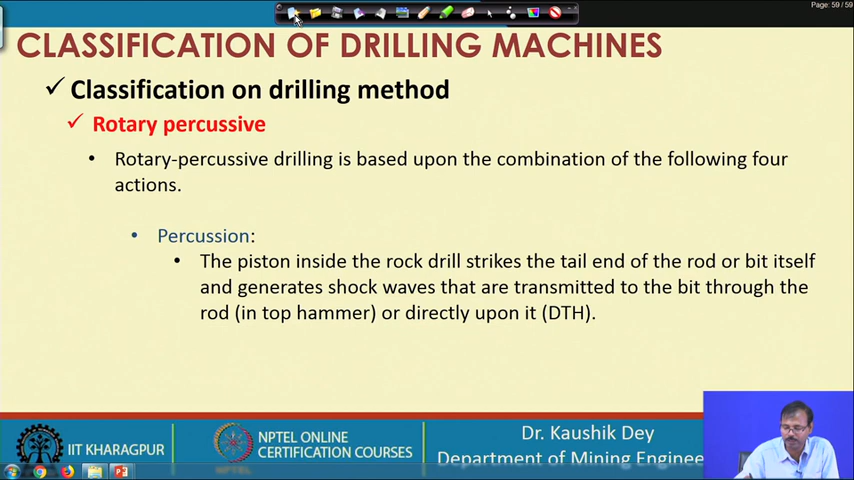 Page: 59 / 59
CLASSIFICATION OF DRILLING MACHINES
✓ Classification on drilling method
✓ Rotary percussive
• Rotary-percussive drilling is based upon the combination of the following four
actions.
• Percussion:
• The piston inside the rock drill strikes the tail end of the rod or bit itself
and generates shock waves that are transmitted to the bit through the
rod (in top hammer) or directly upon it (DTH).
IIT KHARAGPUR
NPTEL ONLINE
CERTIFICATION COURSES
Dr. Kaushik Dey
Department of Mining Enginee